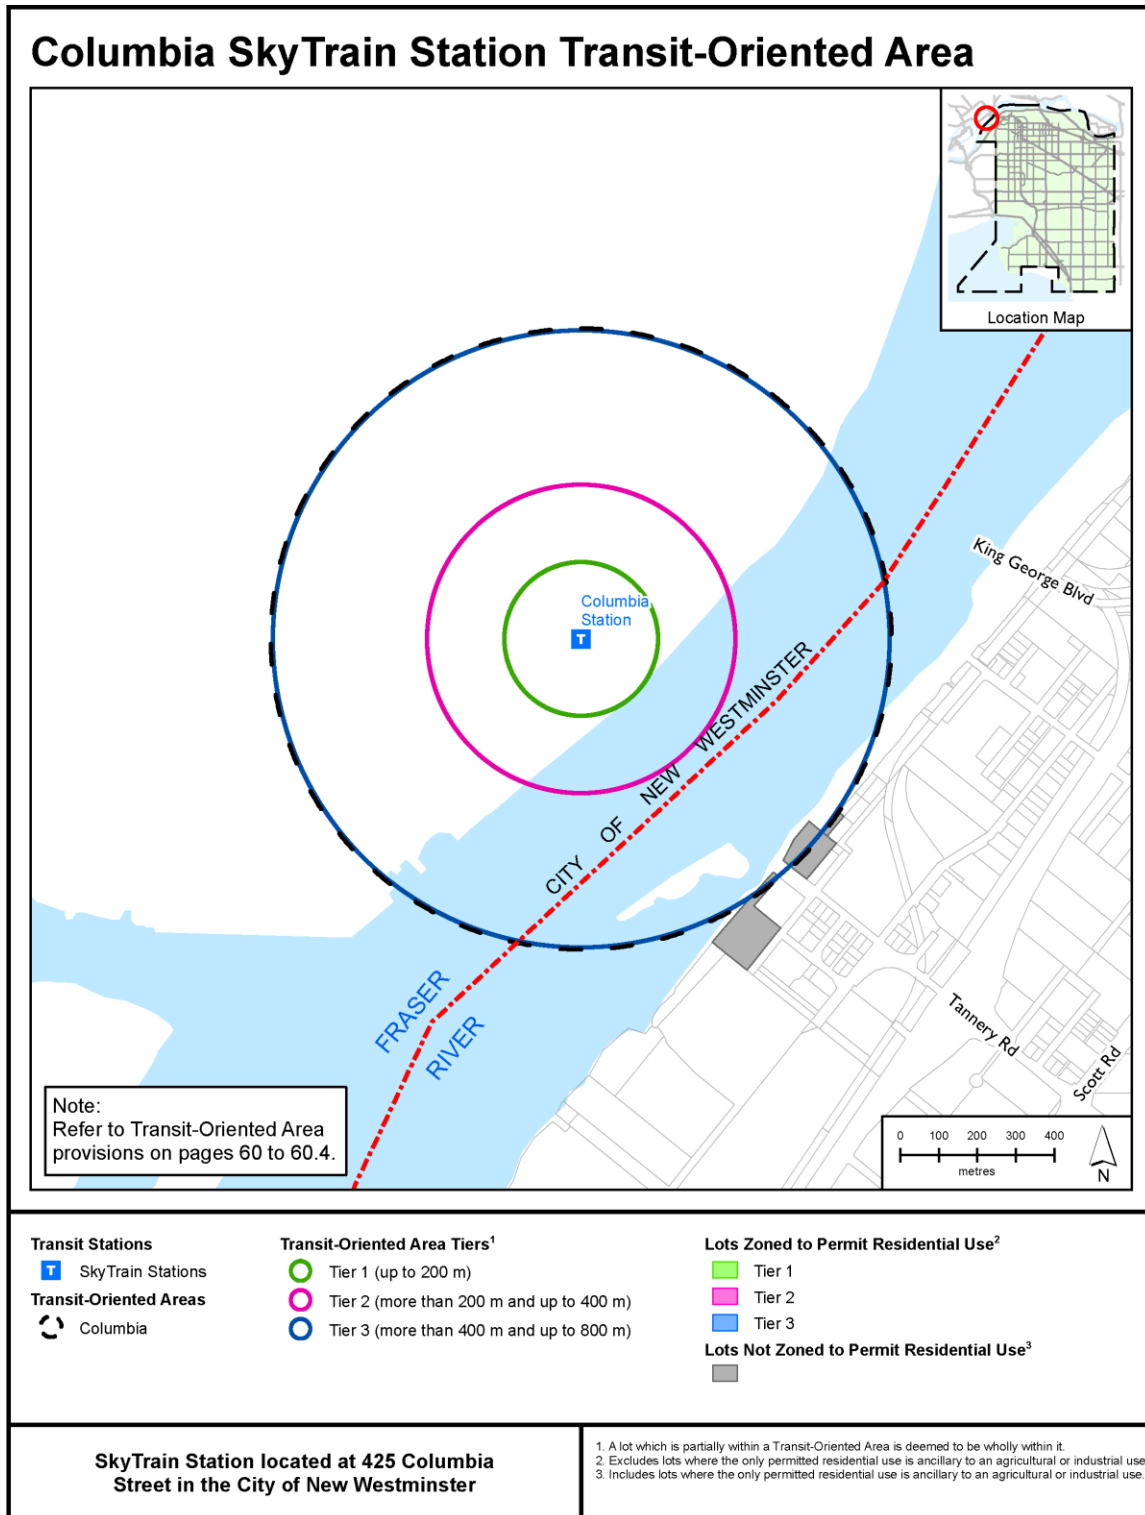 Columbia SkyTrain Station Transit-Oriented Area
Location Map
King George Blvd
Columbia
Station
T
CITY OF NEW WESTMINSTER
FRASER
RIVER
Tannery Rd
Scott Rd
Note:
Refer to Transit-Oriented Area
provisions on pages 60 to 60.4.
0 100 200 300 400
metres
N
Transit Stations
T SkyTrain Stations
Transit-Oriented Areas
Columbia
Transit-Oriented Area Tiers¹
Tier 1 (up to 200 m)
Tier 2 (more than 200 m and up to 400 m)
Tier 3 (more than 400 m and up to 800 m)
Lots Zoned to Permit Residential Use²
Tier 1
Tier 2
Tier 3
Lots Not Zoned to Permit Residential Use³
SkyTrain Station located at 425 Columbia
Street in the City of New Westminster
1. A lot which is partially within a Transit-Oriented Area is deemed to be wholly within it.
2. Excludes lots where the only permitted residential use is ancillary to an agricultural or industrial use
3. Includes lots where the only permitted residential use is ancillary to an agricultural or industrial use.